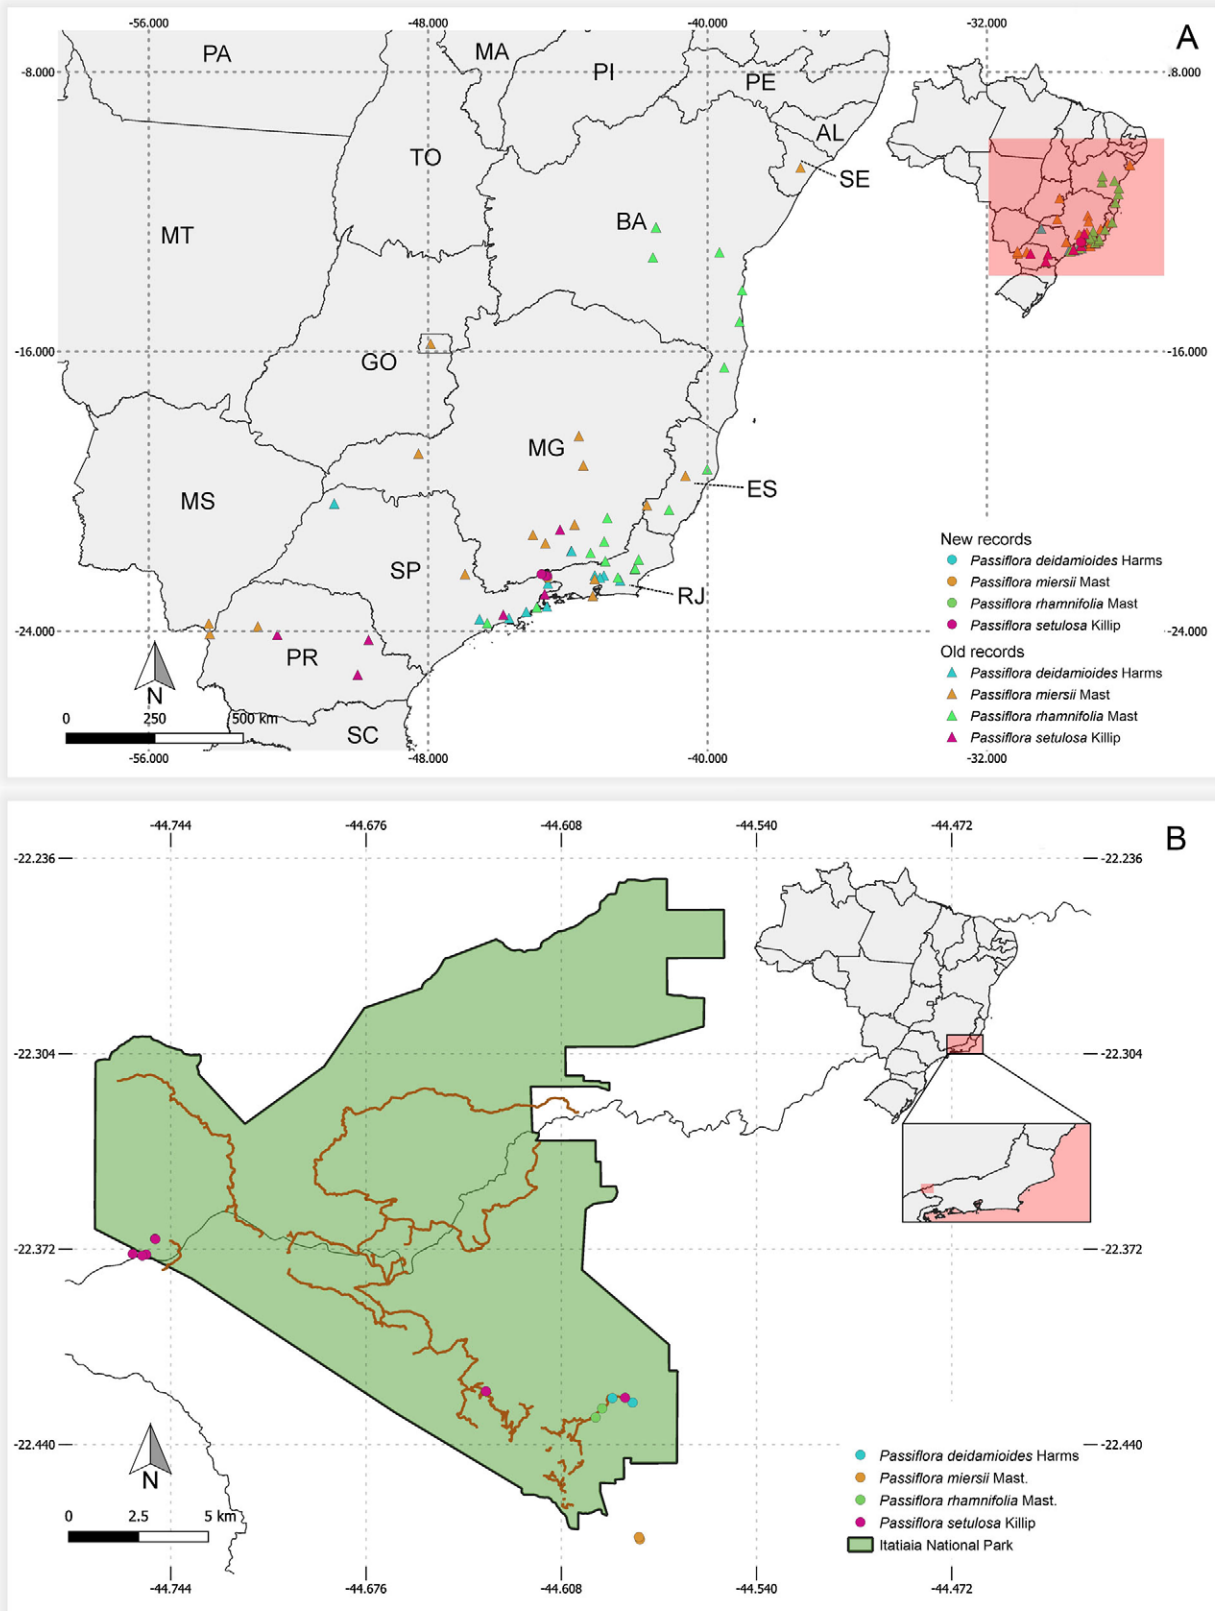 -56.000 -48.000 -40.000 -32.000
A
PA MA PI
-8.000 -8.000
PE
AL
TO
SE
BA
MT
-16.000 -16.000
GO
MG
ES
MS
New records
Passiflora deidamioides Harms
Passiflora miersii Mast
Passiflora rhamnifolia Mast
Passiflora setulosa Killip
SP
RJ
-24.000 -24.000
Old records
Passiflora deidamioides Harms
Passiflora miersii Mast
Passiflora rhamnifolia Mast
Passiflora setulosa Killip
PR
N
0 250 500 km
SC
-56.000 -48.000 -40.000 -32.000
-44.744 -44.676 -44.608 -44.540 -44.472
B
-22.236 -22.236
-22.304 -22.304
-22.372 -22.372
-22.440 -22.440
N
0 2.5 5 km
Passiflora deidamioides Harms
Passiflora miersii Mast.
Passiflora rhamnifolia Mast.
Passiflora setulosa Killip
Itatiaia National Park
-44.744 -44.676 -44.608 -44.540 -44.472